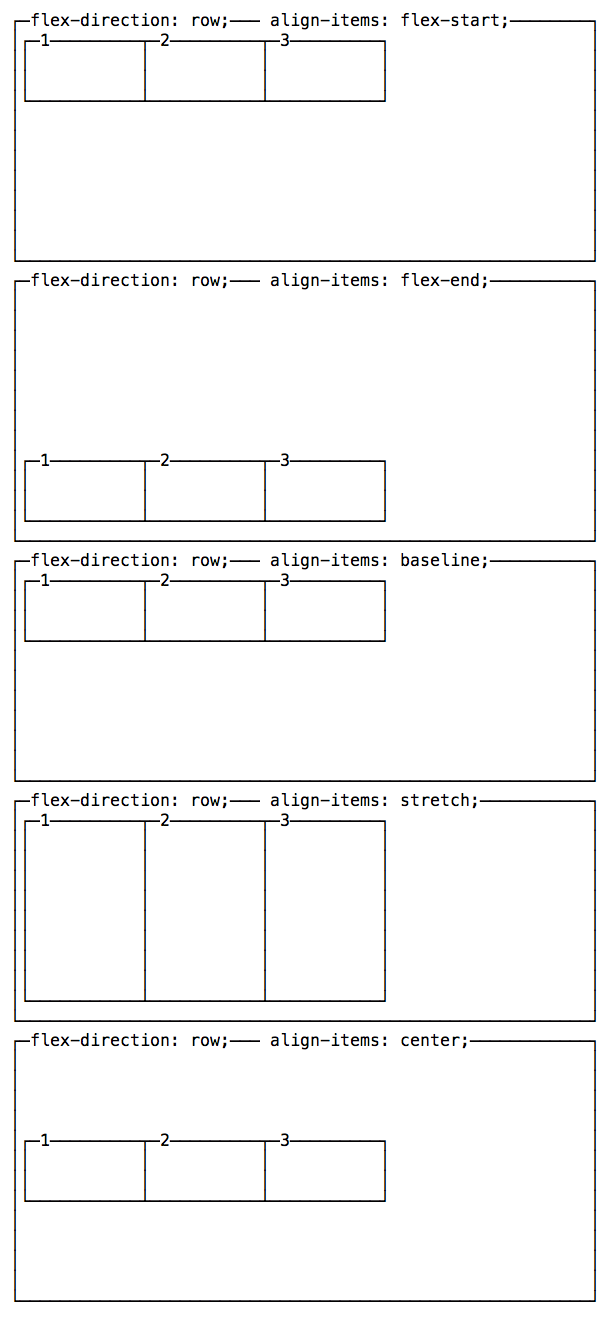 flex-direction: row; align-items: flex-start;
1 2 3
flex-direction: row; align-items: flex-end;
1 2 3
flex-direction: row; align-items: baseline;
1 2 3
flex-direction: row; align-items: stretch;
1 2 3
flex-direction: row; align-items: center;
1 2 3